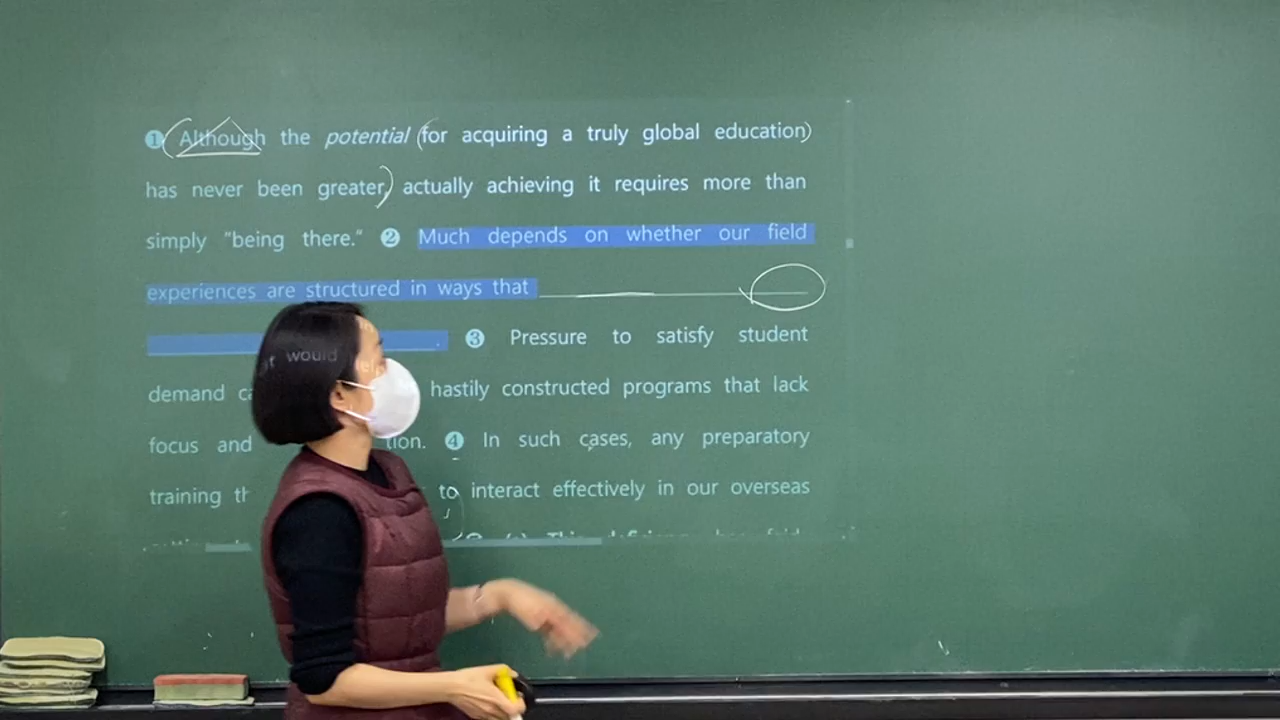 ❶ Although the potential (for acquiring a truly global education)
has never been greater, actually achieving it requires more than
simply "being there." ❷ Much depends on whether our field
experiences are structured in ways that
❸ Pressure to satisfy student
demand hastily constructed programs that lack
focus and ❹ In such cases, any preparatory
training to interact effectively in our overseas